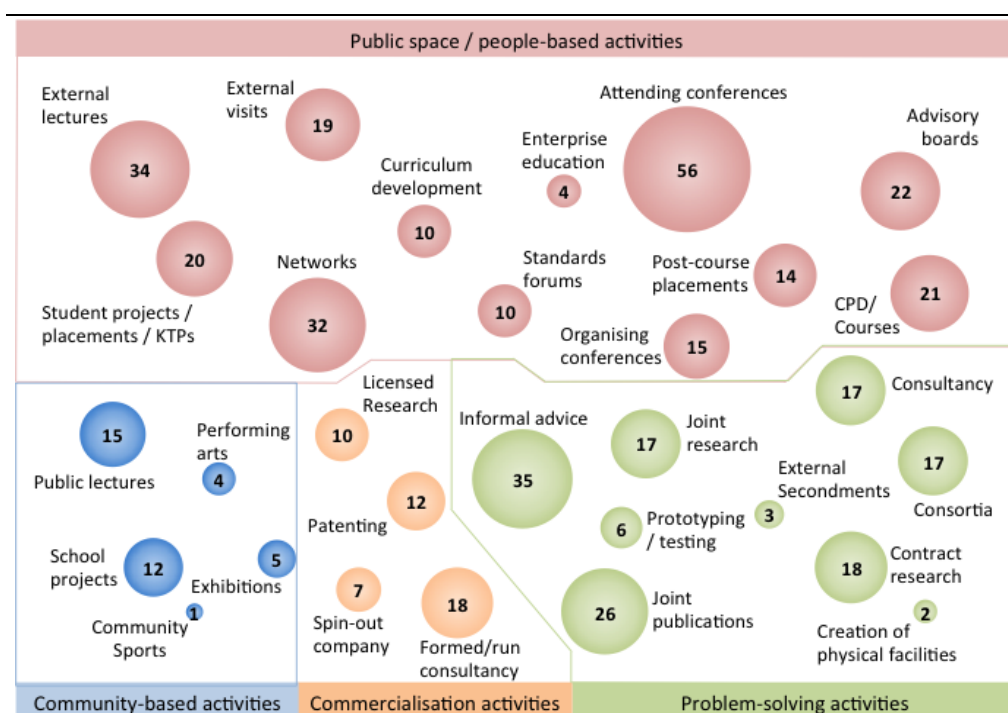 Public space / people-based activities
External
lectures
34
External
visits
19
Attending conferences
56
Advisory
boards
22
Enterprise
education
4
Curriculum
development
10
20
Student projects /
placements / KTPs
Networks
32
Standards
forums
10
Post-course
placements
14
Organising
conferences
15
CPD/
Courses
21
15
Public lectures
Performing
arts
4
School
projects
12
Exhibitions
5
1
Community
Sports
Community-based activities
Licensed
Research
10
12
Patenting
7
Spin-out
company
18
Formed/run
consultancy
Commercialisation activities
Informal advice
35
Joint
research
17
17
Consultancy
17
Consortia
External
Secondments
3
6
Prototyping
/ testing
18
Contract
research
26
Joint
publications
2
Creation of
physical facilities
Problem-solving activities